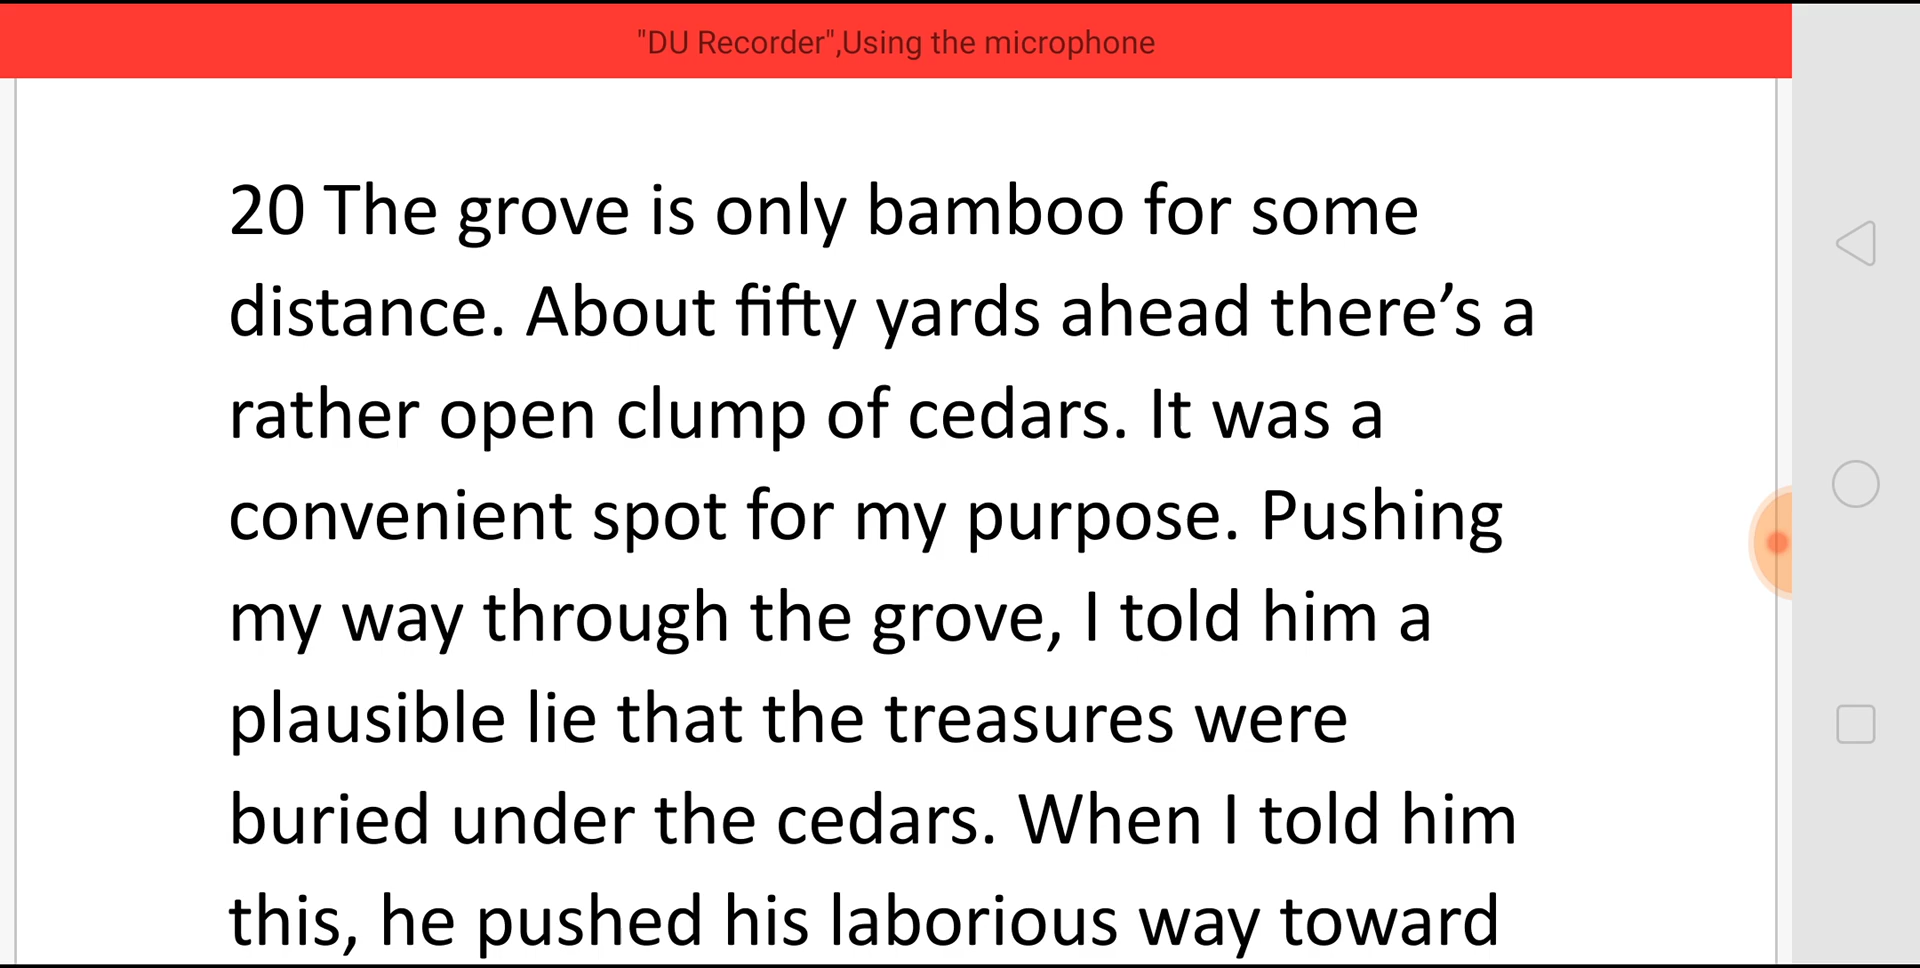 "DU Recorder",Using the microphone
20 The grove is only bamboo for some
distance. About fifty yards ahead there’s a
rather open clump of cedars. It was a
convenient spot for my purpose. Pushing
my way through the grove, I told him a
plausible lie that the treasures were
buried under the cedars. When I told him
this, he pushed his laborious way toward